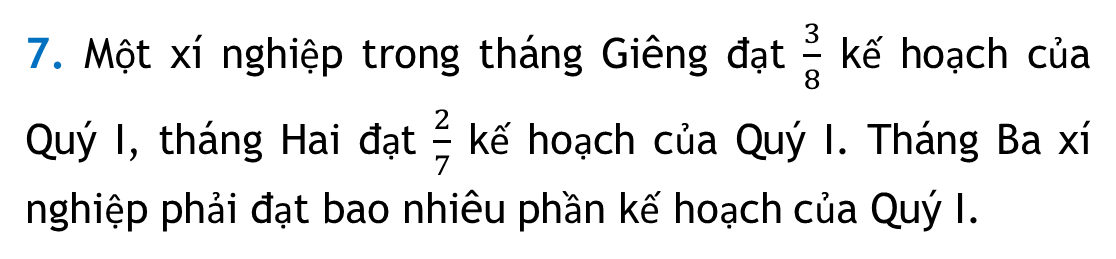 7. Một xí nghiệp trong tháng Giêng đạt 3/8 kế hoạch của
Quý I, tháng Hai đạt 2/7 kế hoạch của Quý I. Tháng Ba xí
nghiệp phải đạt bao nhiêu phần kế hoạch của Quý I.